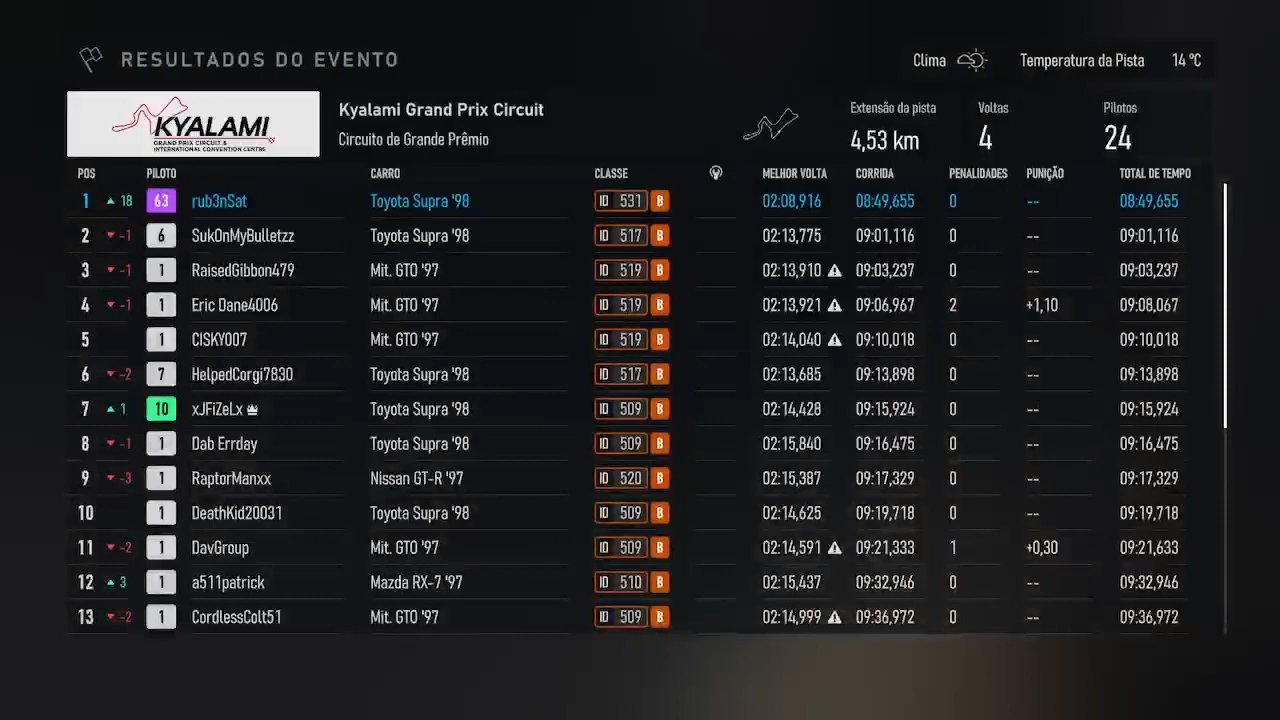 RESULTADOS DO EVENTO
Clima
Temperatura da Pista 14 °C
KYALAMI
GRAND PRIX CIRCUIT &
INTERNATIONAL CONVENTION CENTRE
Kyalami Grand Prix Circuit
Circuito de Grande Prêmio
Extensão da pista Voltas Pilotos
4,53 km 4 24
POS PILOTO CARRO CLASSE MELHOR VOLTA CORRIDA PENALIDADES PUNIÇÃO TOTAL DE TEMPO
1 18 63 rub3nSat Toyota Supra '98 ID 531 B 02:08,916 08:49,655 0 -- 08:49,655
2 -1 6 SukOnMyBulletzz Toyota Supra '98 ID 517 B 02:13,775 09:01,116 0 -- 09:01,116
3 -1 1 RaisedGibbon479 Mit. GTO '97 ID 519 B 02:13,910 09:03,237 0 -- 09:03,237
4 -1 1 Eric Dane4006 Mit. GTO '97 ID 519 B 02:13,921 09:06,967 2 +1,10 09:08,067
5 1 CISKY007 Mit. GTO '97 ID 519 B 02:14,040 09:10,018 0 -- 09:10,018
6 -2 7 HelpedCorgi7830 Toyota Supra '98 ID 517 B 02:13,685 09:13,898 0 -- 09:13,898
7 1 10 xJFiZeLx Toyota Supra '98 ID 509 B 02:14,428 09:15,924 0 -- 09:15,924
8 -1 1 Dab Errday Toyota Supra '98 ID 509 B 02:15,840 09:16,475 0 -- 09:16,475
9 -3 1 RaptorManxx Nissan GT-R '97 ID 520 B 02:15,387 09:17,329 0 -- 09:17,329
10 1 DeathKid20031 Toyota Supra '98 ID 509 B 02:14,625 09:19,718 0 -- 09:19,718
11 -2 1 DavGroup Mit. GTO '97 ID 509 B 02:14,591 09:21,333 1 +0,30 09:21,633
12 3 1 a511patrick Mazda RX-7 '97 ID 510 B 02:15,437 09:32,946 0 -- 09:32,946
13 -2 1 CordlessColt51 Mit. GTO '97 ID 509 B 02:14,999 09:36,972 0 -- 09:36,972